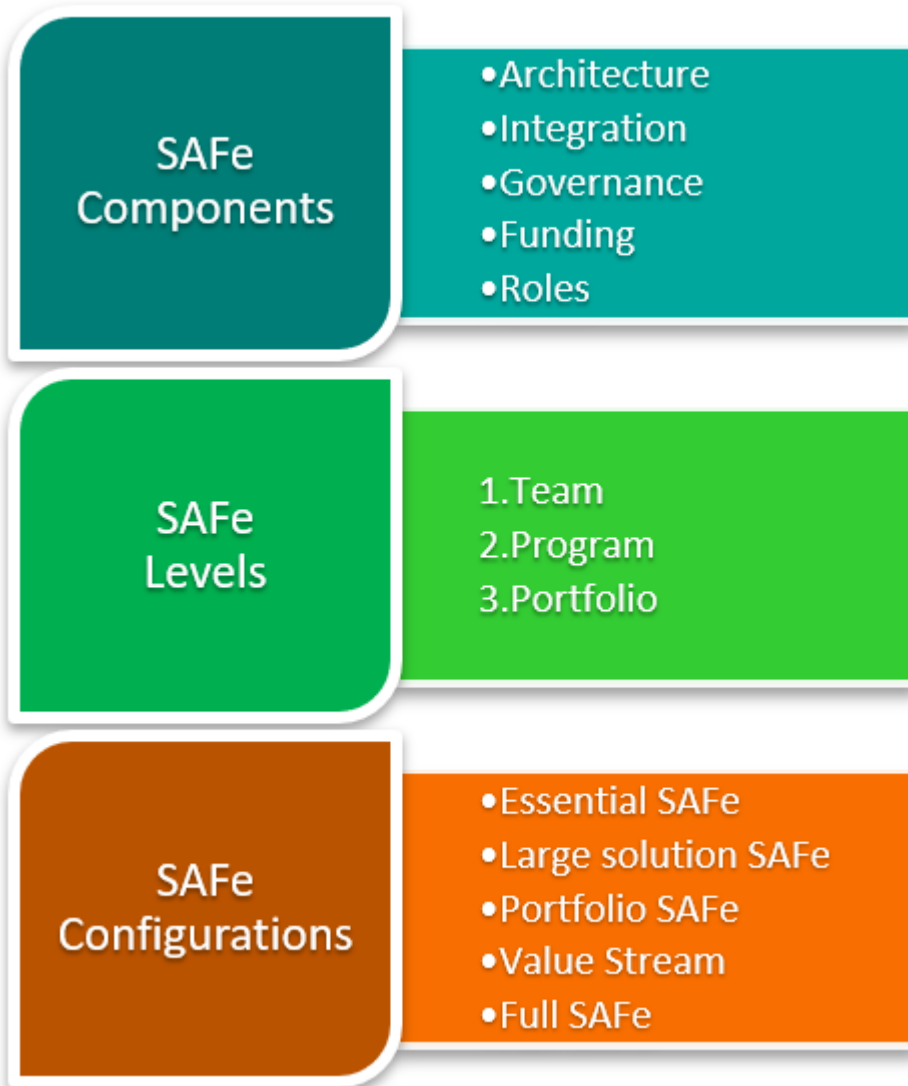 SAFe
Components
•Architecture
•Integration
•Governance
•Funding
•Roles
SAFe
Levels
1.Team
2.Program
3.Portfolio
SAFe
Configurations
•Essential SAFe
•Large solution SAFe
•Portfolio SAFe
•Value Stream
•Full SAFe